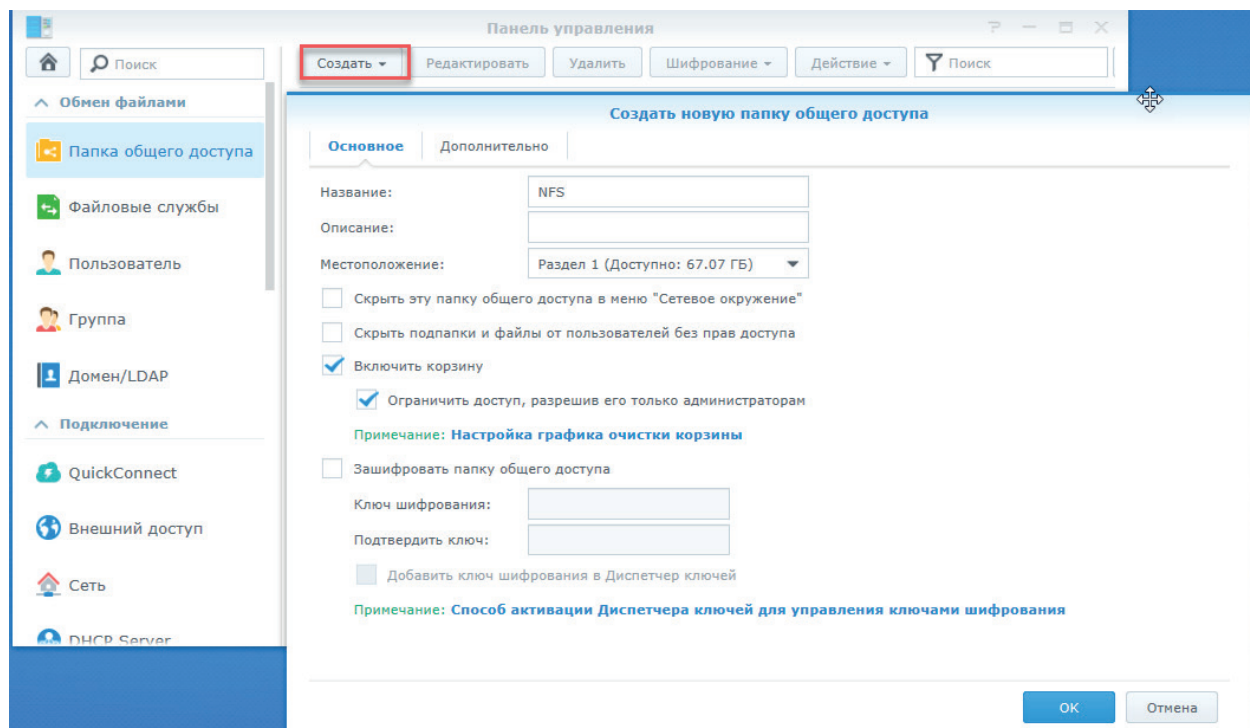 Панель управления
Поиск
Создать
Редактировать
Удалить
Шифрование
Действие
Поиск
Обмен файлами
Папка общего доступа
Файловые службы
Пользователь
Группа
Домен/LDAP
Подключение
QuickConnect
Внешний доступ
Сеть
DHCP Server
Создать новую папку общего доступа
Основное
Дополнительно
Название:
NFS
Описание:
Местоположение:
Раздел 1 (Доступно: 67.07 ГБ)
Скрыть эту папку общего доступа в меню "Сетевое окружение"
Скрыть подпапки и файлы от пользователей без прав доступа
Включить корзину
Ограничить доступ, разрешив его только администраторам
Примечание: Настройка графика очистки корзины
Зашифровать папку общего доступа
Ключ шифрования:
Подтвердить ключ:
Добавить ключ шифрования в Диспетчер ключей
Примечание: Способ активации Диспетчера ключей для управления ключами шифрования
OK
Отмена